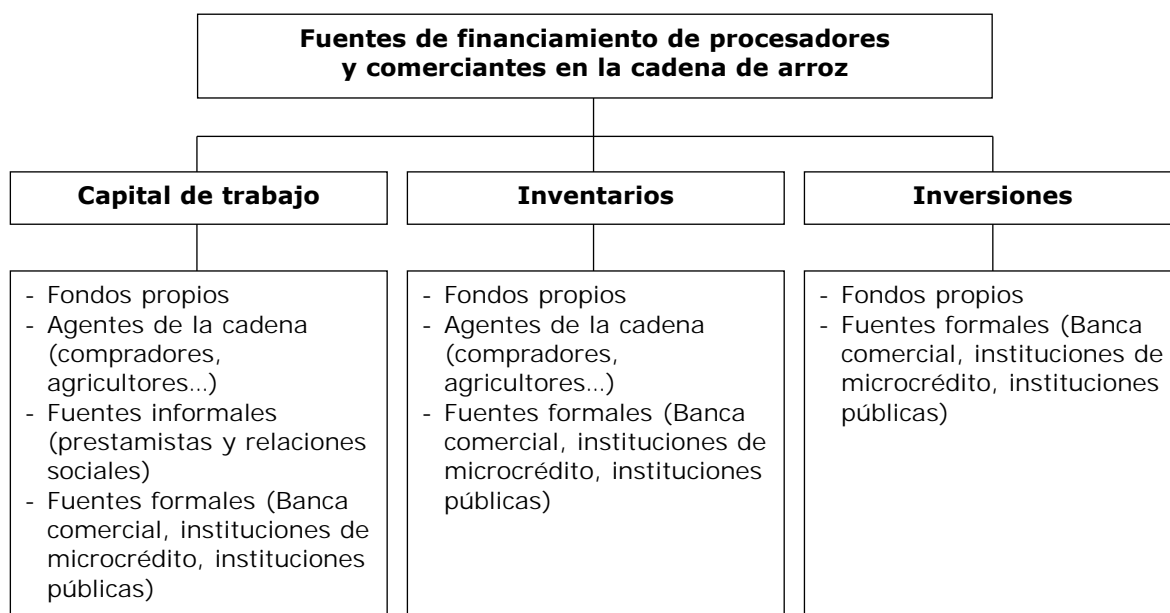 Fuentes de financiamiento de procesadores
y comerciantes en la cadena de arroz
Capital de trabajo
Inventarios
Inversiones
- Fondos propios
- Agentes de la cadena
(compradores,
agricultores...)
- Fuentes informales
(prestamistas y relaciones
sociales)
- Fuentes formales (Banca
comercial, instituciones de
microcrédito, instituciones
públicas)
- Fondos propios
- Agentes de la cadena
(compradores,
agricultores...)
- Fuentes formales (Banca
comercial, instituciones de
microcrédito, instituciones
públicas)
- Fondos propios
- Fuentes formales (Banca
comercial, instituciones de
microcrédito, instituciones
públicas)